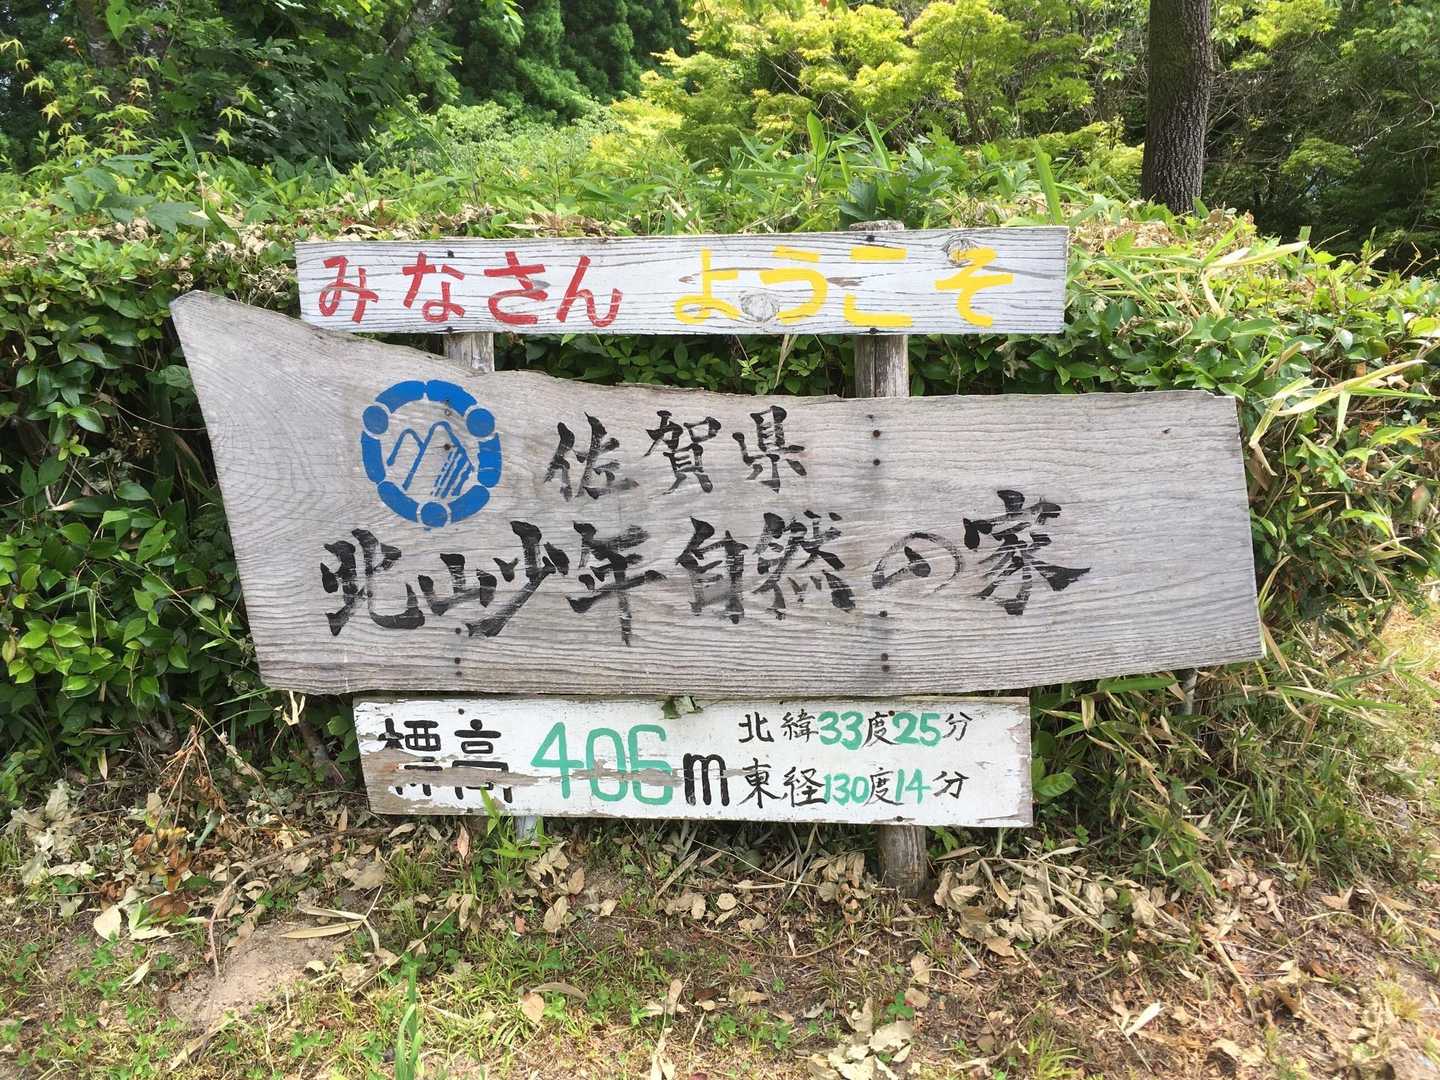 みなさん ようこそ
佐賀県
北山少年自然の家
標高 406m
北緯33度25分
東経130度14分